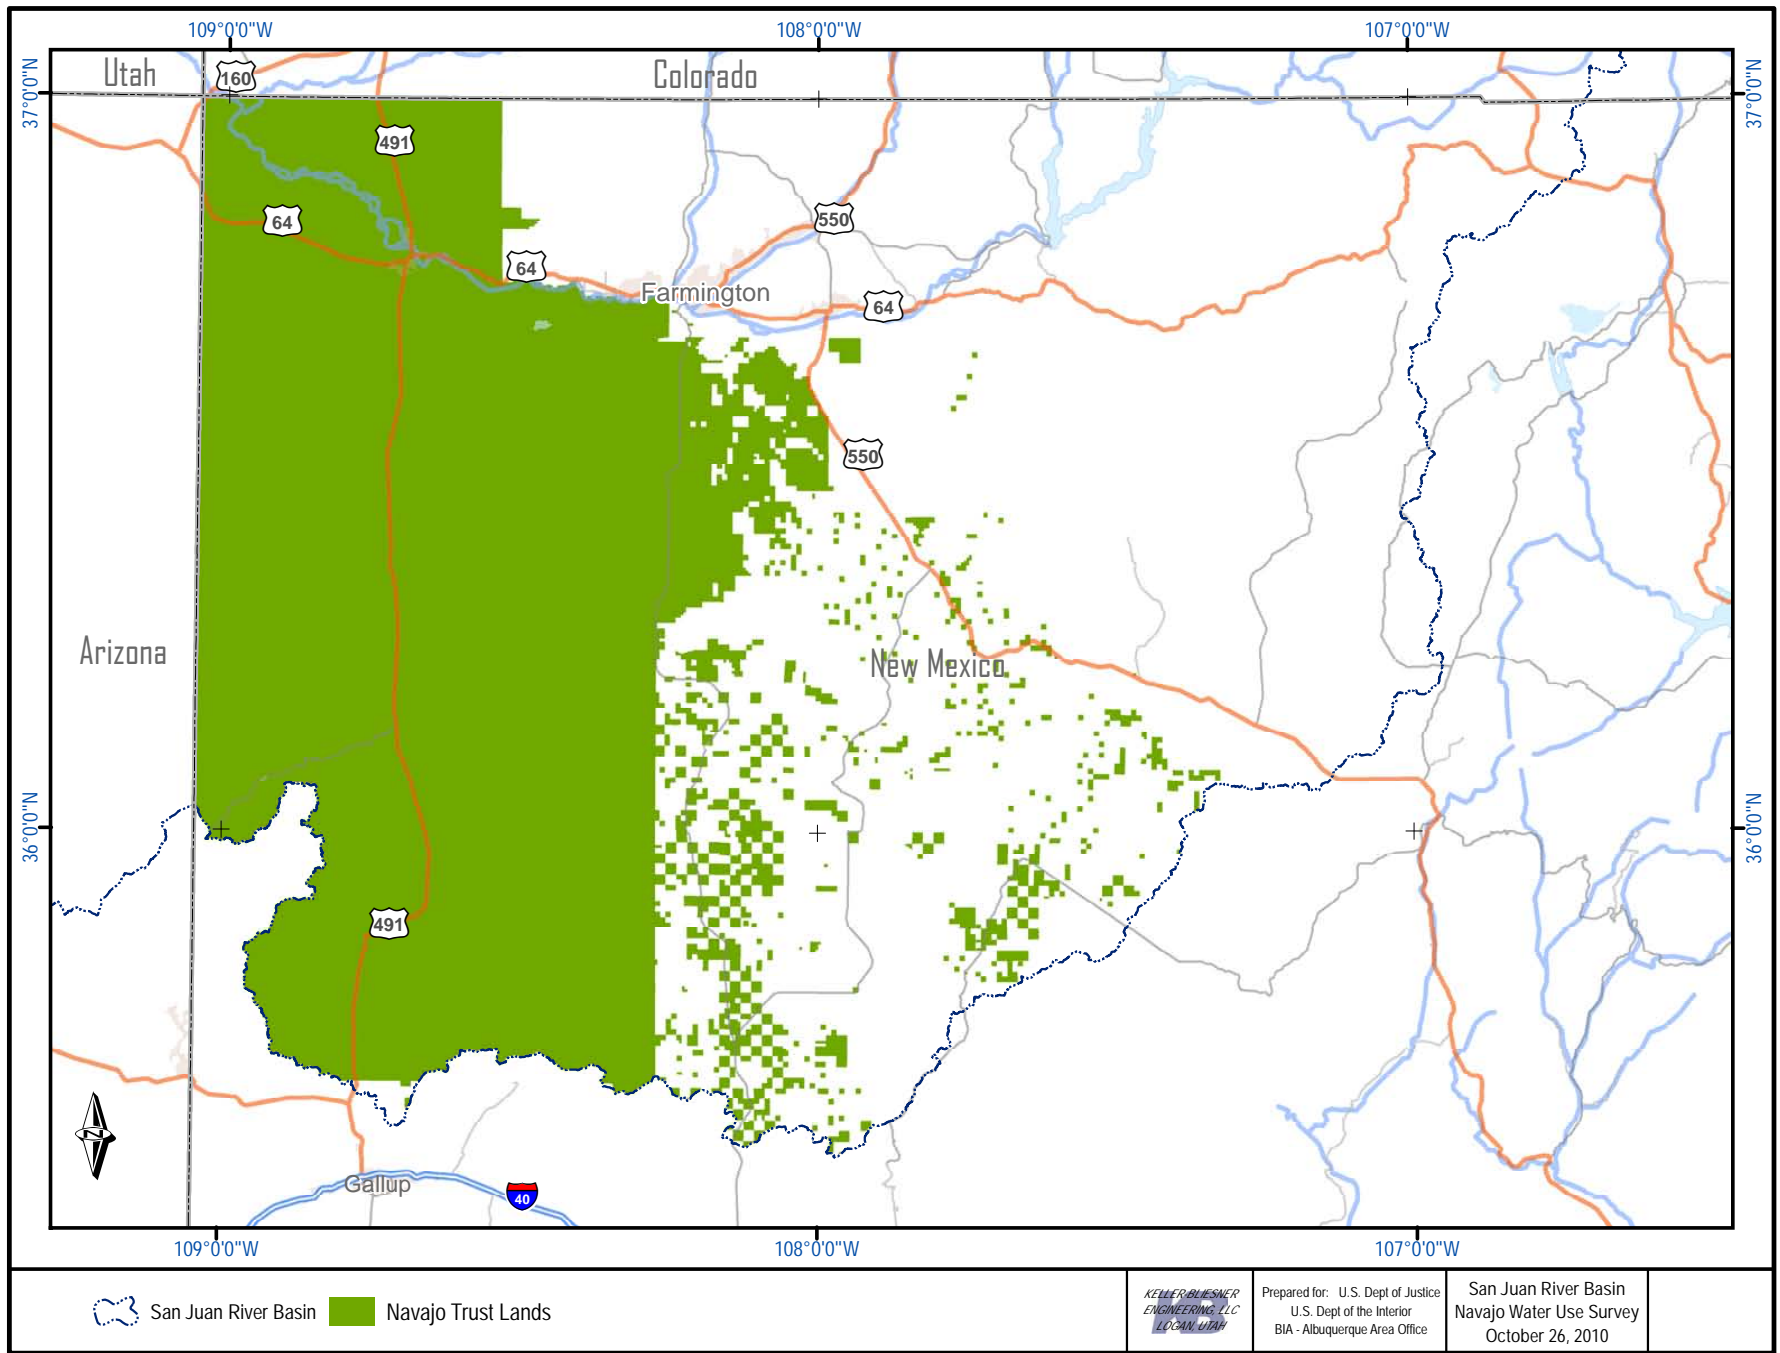 109°0'0"W
108°0'0"W
107°0'0"W
37°0'0"N
37°0'0"N
Utah
160
Colorado
491
64
550
64
Farmington
64
550
Arizona
New Mexico
36°0'0"N
36°0'0"N
491
N
Gallup
40
109°0'0"W
108°0'0"W
107°0'0"W
San Juan River Basin
Navajo Trust Lands
KB
KELLER-BLIESNER
ENGINEERING, LLC
LOGAN, UTAH
Prepared for: U.S. Dept of Justice
U.S. Dept of the Interior
BIA - Albuquerque Area Office
San Juan River Basin
Navajo Water Use Survey
October 26, 2010